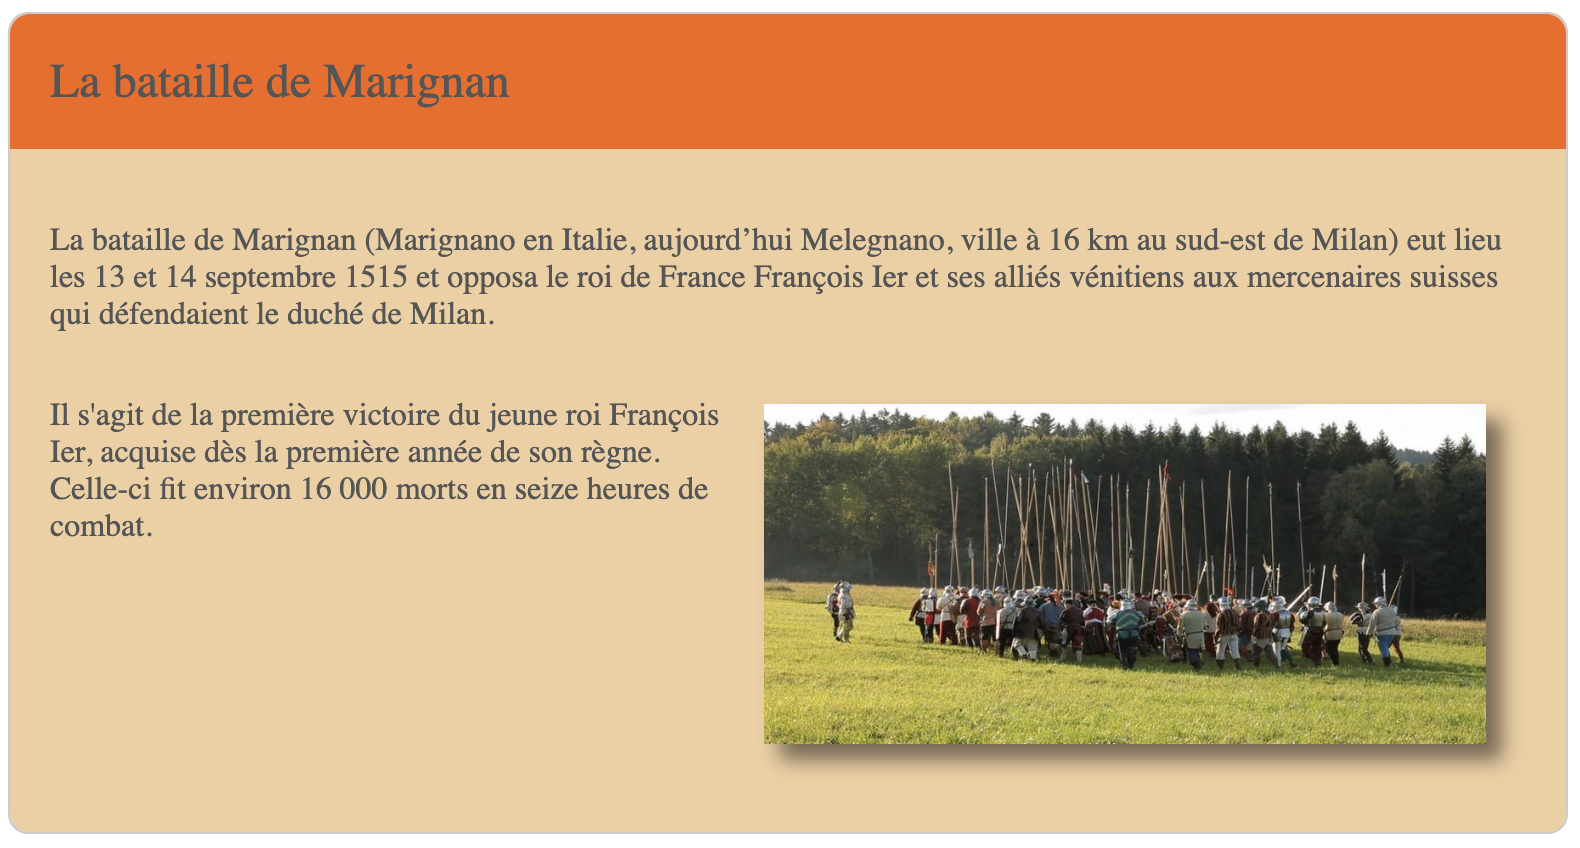 La bataille de Marignan
La bataille de Marignan (Marignano en Italie, aujourd’hui Melegnano, ville à 16 km au sud-est de Milan) eut lieu
les 13 et 14 septembre 1515 et opposa le roi de France François Ier et ses alliés vénitiens aux mercenaires suisses
qui défendaient le duché de Milan.
Il s'agit de la première victoire du jeune roi François
Ier, acquise dès la première année de son règne.
Celle-ci fit environ 16 000 morts en seize heures de
combat.